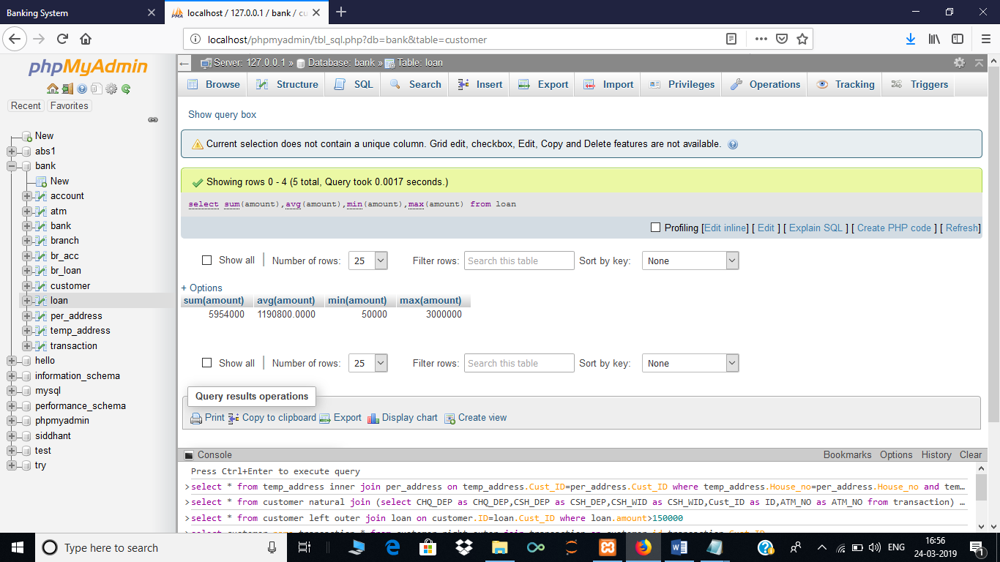 Banking System
localhost / 127.0.0.1 / bank / cu
localhost/phpmyadmin/tbl_sql.php?db=bank&table=customer
phpMyAdmin
Recent Favorites
New
abs1
bank
New
account
atm
bank
branch
br_acc
br_loan
customer
loan
per_address
temp_address
transaction
hello
information_schema
mysql
performance_schema
phpmyadmin
siddhant
test
try
Server: 127.0.0.1 » Database: bank » Table: loan
Browse Structure SQL Search Insert Export Import Privileges Operations Tracking Triggers
Show query box
Current selection does not contain a unique column. Grid edit, checkbox, Edit, Copy and Delete features are not available.
Showing rows 0 - 4 (5 total, Query took 0.0017 seconds.)
select sum(amount),avg(amount),min(amount),max(amount) from loan
Profiling [Edit inline] [ Edit ] [ Explain SQL ] [ Create PHP code ] [ Refresh]
Show all Number of rows: 25 Filter rows: Search this table Sort by key: None
+ Options
sum(amount) avg(amount) min(amount) max(amount)
5954000 1190800.0000 50000 3000000
Show all Number of rows: 25 Filter rows: Search this table Sort by key: None
Query results operations
Print Copy to clipboard Export Display chart Create view
Console Bookmarks Options History Clear
Press Ctrl+Enter to execute query
>select * from temp_address inner join per_address on temp_address.Cust_ID=per_address.Cust_ID where temp_address.House_no=per_address.House_no and tem…
>select * from customer natural join (select CHQ_DEP as CHQ_DEP,CSH_DEP as CSH_DEP,CSH_WID as CSH_WID,Cust_ID as ID,ATM_NO as ATM_NO from transaction) …
>select * from customer left outer join loan on customer.ID=loan.Cust_ID where loan.amount>150000
Type here to search
ENG
16:56
24-03-2019
1